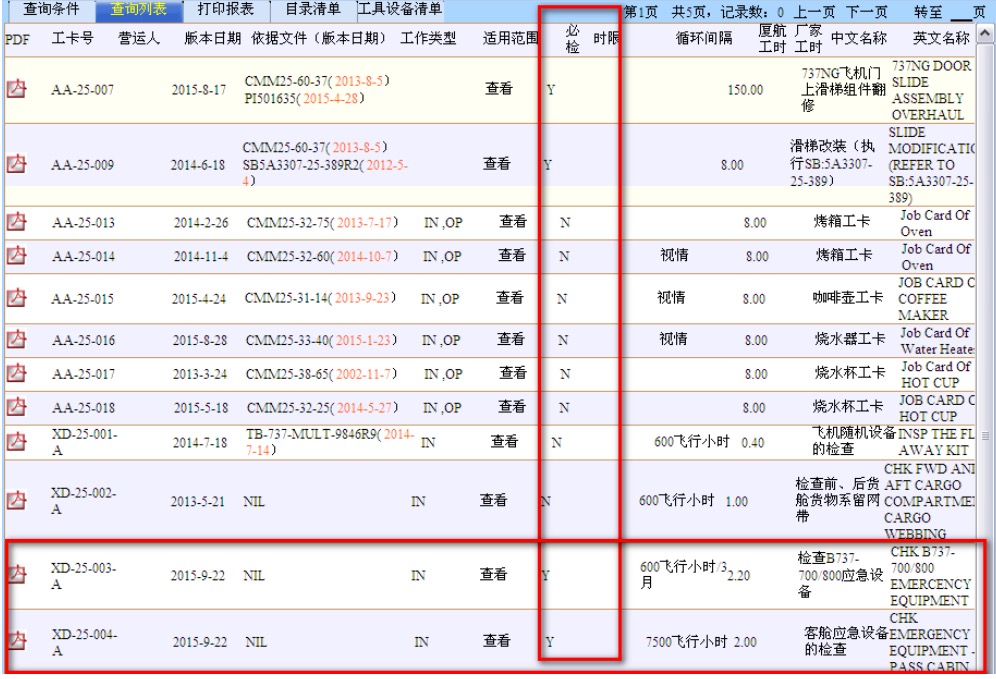 查询条件 查询列表 打印报表 目录清单 工具设备清单 第1页 共5页，记录数：0 上一页 下一页 转至 页
PDF 工卡号 营运人 版本日期 依据文件（版本日期） 工作类型 适用范围 必检 时限 循环间隔 厦航工时 厂家工时 中文名称 英文名称
AA-25-007 2015-8-17 CMM25-60-37(2013-8-5) 查看 Y 150.00 737NG飞机门 737NG DOOR
PI501635(2015-4-28) 上滑梯组件翻 SLIDE
修 ASSEMBLY
OVERHAUL
AA-25-009 2014-6-18 CMM25-60-37(2013-8-5) 查看 Y 8.00 滑梯改装（执 SLIDE
SB5A3307-25-389R2(2012-5- 行SB:5A3307- MODIFICATIO
4) 25-389) (REFER TO
SB:5A3307-25-
389)
AA-25-013 2014-2-26 CMM25-32-75(2013-7-17) IN ,OP 查看 N 8.00 烤箱工卡 Job Card Of
Oven
AA-25-014 2014-11-4 CMM25-32-60(2014-10-7) IN ,OP 查看 N 视情 8.00 烤箱工卡 Job Card Of
Oven
AA-25-015 2015-4-24 CMM25-31-14(2013-9-23) IN ,OP 查看 N 视情 8.00 咖啡壶工卡 JOB CARD O
COFFEE
MAKER
AA-25-016 2015-8-28 CMM25-33-40(2015-1-23) IN ,OP 查看 N 视情 8.00 烧水器工卡 Job Card Of
Water Heate
AA-25-017 2013-3-24 CMM25-38-65(2002-11-7) IN ,OP 查看 N 8.00 烧水杯工卡 Job Card Of
HOT CUP
AA-25-018 2015-5-18 CMM25-32-25(2014-5-27) IN ,OP 查看 N 8.00 烧水杯工卡 JOB CARD O
HOT CUP
XD-25-001- 2014-7-18 TB-737-MULT-9846R9(2014- IN 查看 N 600飞行小时 0.40 飞机随机设备 INSP THE FL
A 7-14) 的检查 AWAY KIT
XD-25-002- 2013-5-21 NIL IN 查看 N 600飞行小时 1.00 检查前、后货 CHK FWD AND
A 舱货物系留网 AFT CARGO
带 COMPARTME
CARGO
WEBBING
XD-25-003- 2015-9-22 NIL IN 查看 Y 600飞行小时/3 2.20 检查B737- CHK B737-
A 月 700/800应急设 700/800
备 EMERCENCY
EQUIPMENT
XD-25-004- 2015-9-22 NIL IN 查看 Y 7500飞行小时 2.00 客舱应急设备 CHK
A 的检查 EMERGENCY
EQUIPMENT -
PASS CABIN